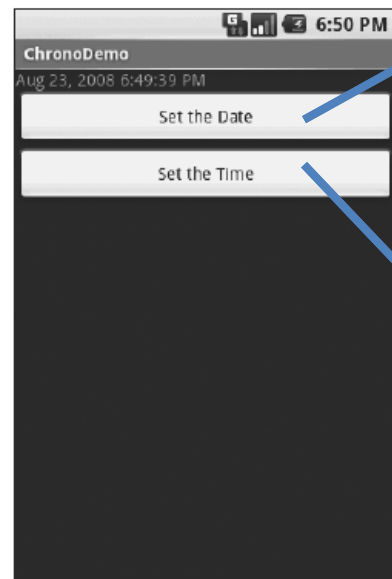 6:50 PM
ChronoDemo
Aug 23, 2008 6:49:39 PM
Set the Date
Set the Time